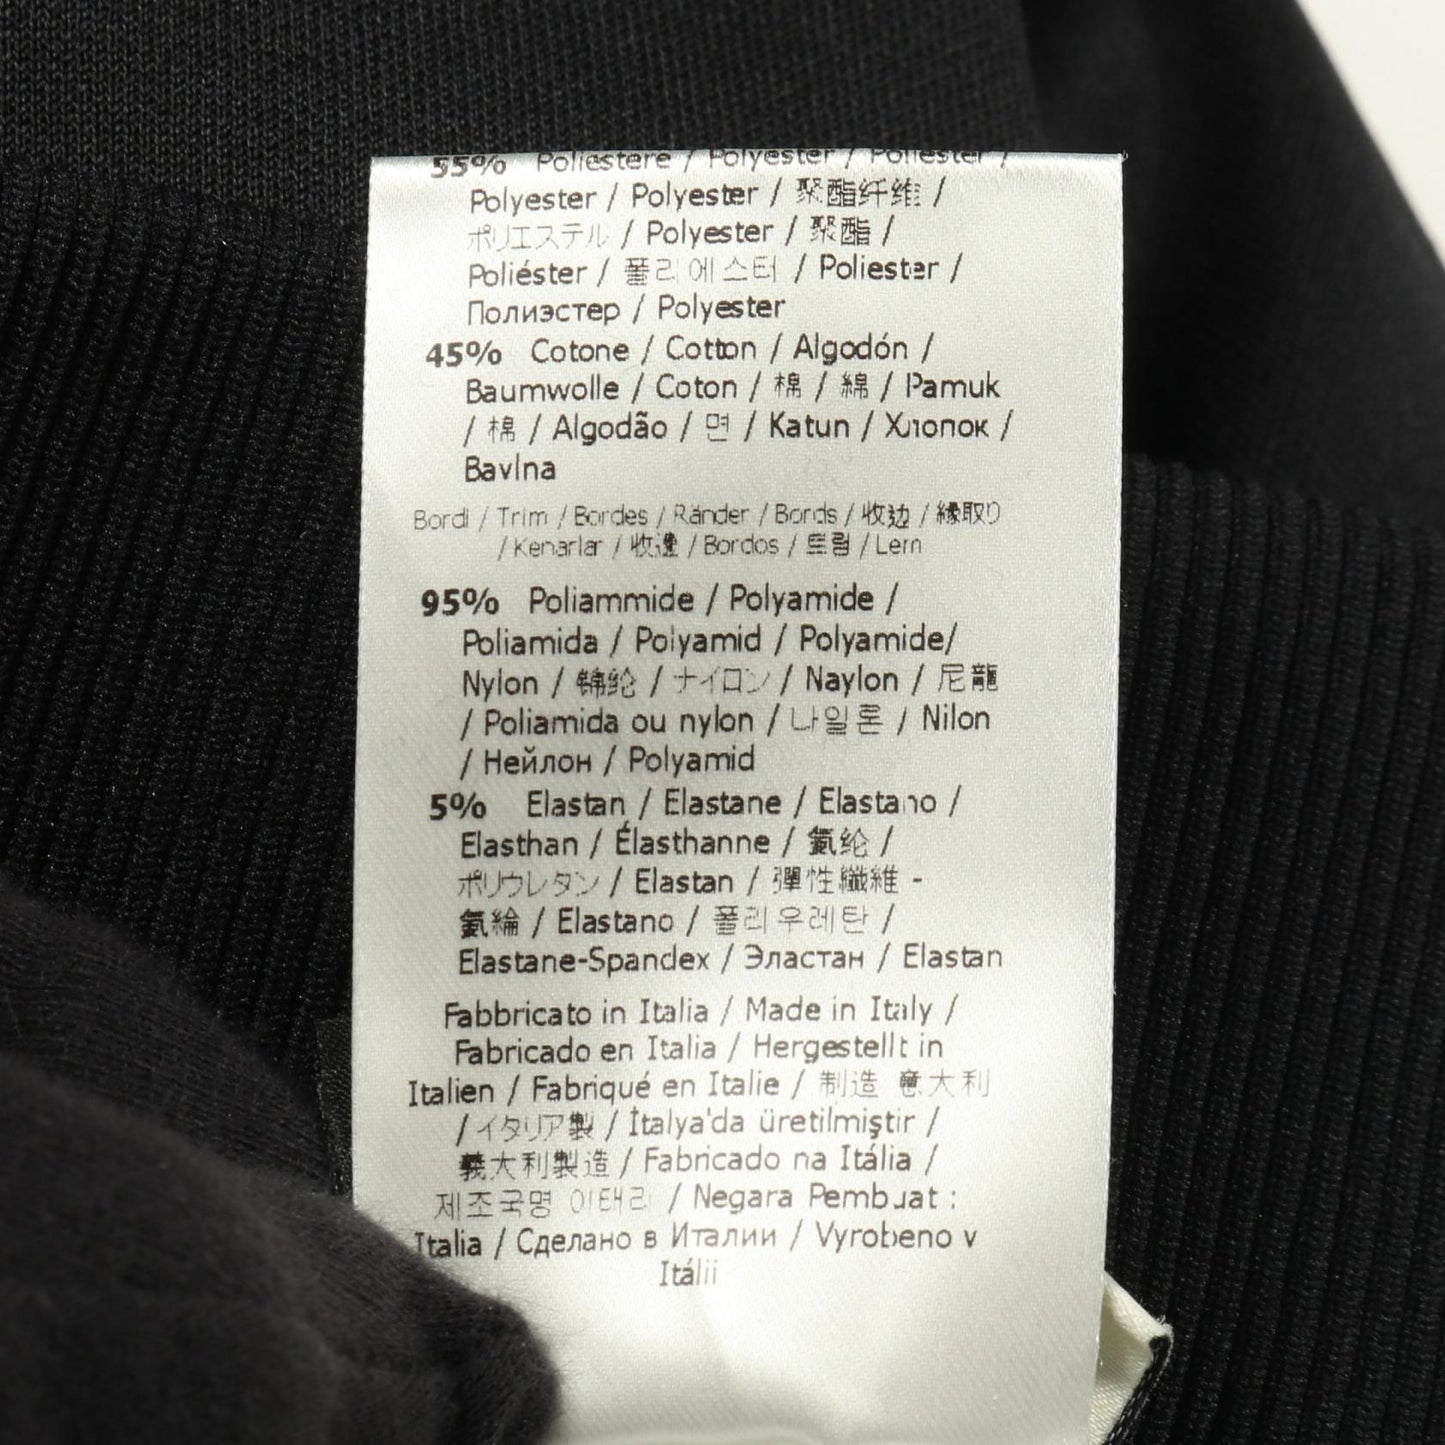 55% Poliestere / Polyester / Poliester /
Polyester / Polyester / 聚酯纤维 /
ポリエステル / Polyester / 聚酯 /
Poliéster / 폴리에스터 / Poliester /
Полиэстер / Polyester
45% Cotone / Cotton / Algodón /
Baumwolle / Coton / 棉 / 綿 / Pamuk
/ 棉 / Algodão / 면 / Katun / Хлопок /
Bavlna
Bordi / Trim / Bordes / Ränder / Bords / 收边 / 縁取り
/ Kenarlar / 收邊 / Bordos / 트림 / Lem
95% Poliammide / Polyamide /
Poliamida / Polyamid / Polyamide/
Nylon / 锦纶 / ナイロン / Naylon / 尼龍
/ Poliamida ou nylon / 나일론 / Nilon
/ Нейлон / Polyamid
5% Elastan / Elastane / Elastano /
Elasthan / Élasthanne / 氨纶 /
ポリウレタン / Elastan / 彈性纖維 -
氨綸 / Elastano / 폴리우레탄 /
Elastane-Spandex / Эластан / Elastan
Fabbricato in Italia / Made in Italy /
Fabricado en Italia / Hergestellt in
Italien / Fabriqué en Italie / 制造 意大利
/ イタリア製 / İtalya'da üretilmiştir /
義大利製造 / Fabricado na Itália /
제조국명 이태리 / Negara Pembuat :
Italia / Сделано в Италии / Vyrobeno v
Itálii